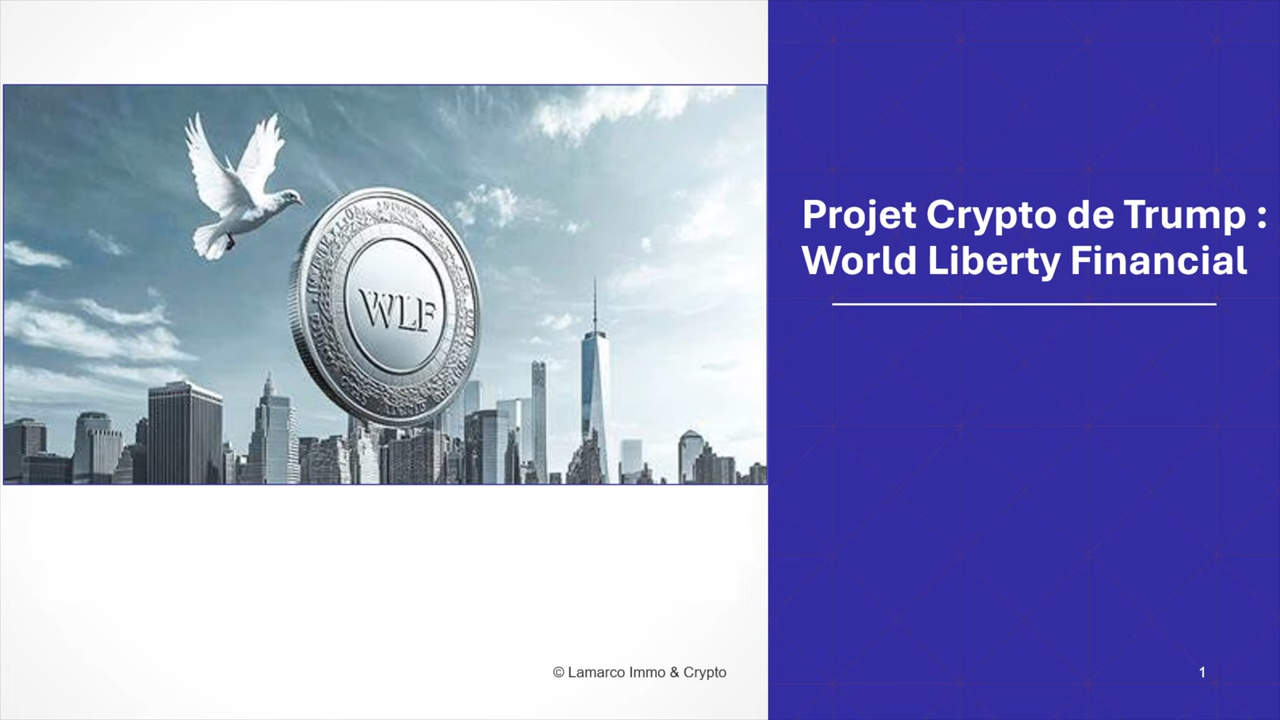 WLF
Projet Crypto de Trump :
World Liberty Financial
© Lamarco Immo & Crypto
1